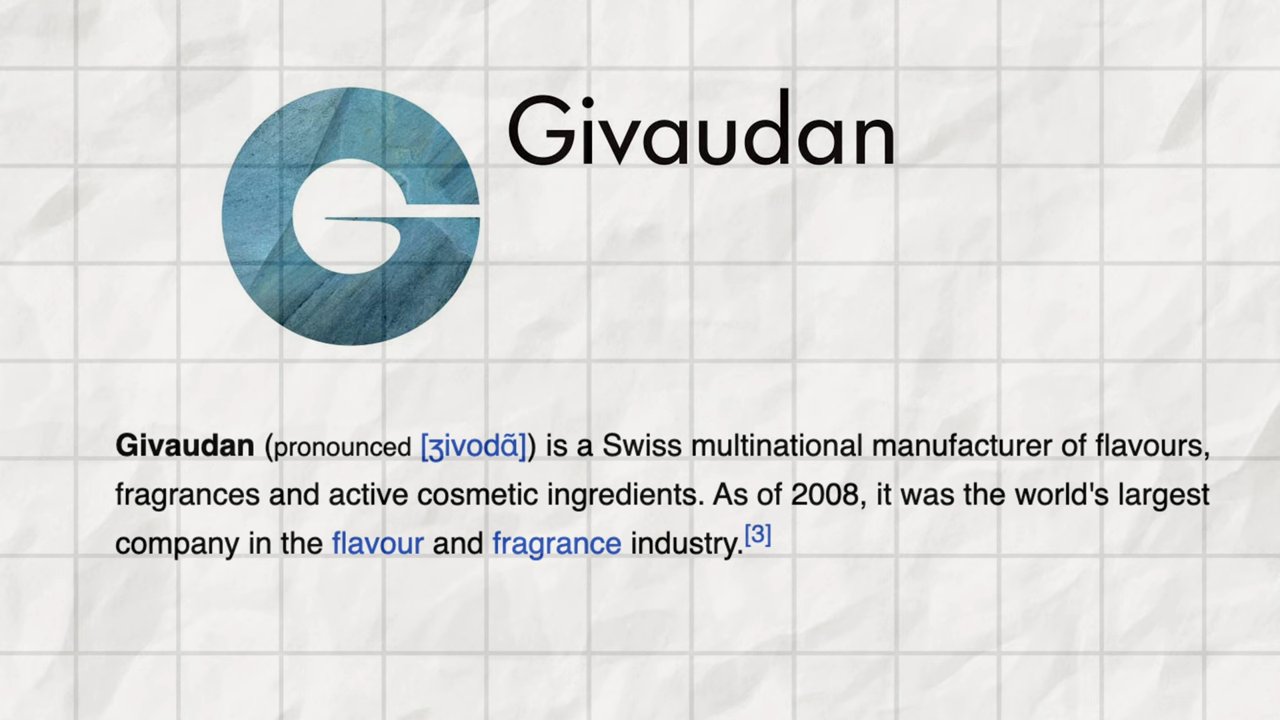 Givaudan
Givaudan (pronounced [ʒivodɑ̃]) is a Swiss multinational manufacturer of flavours,
fragrances and active cosmetic ingredients. As of 2008, it was the world's largest
company in the flavour and fragrance industry.[3]